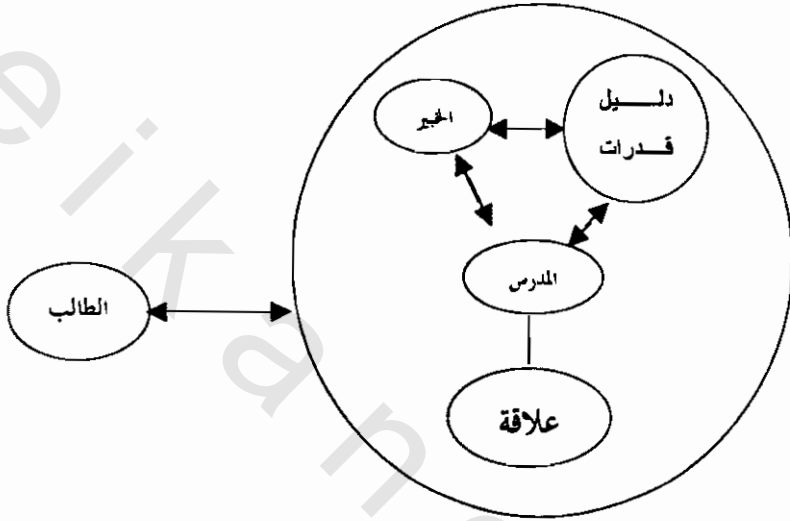 دليل
قدرات
الخبير
المدرس
الطالب
علاقة
e i k a n